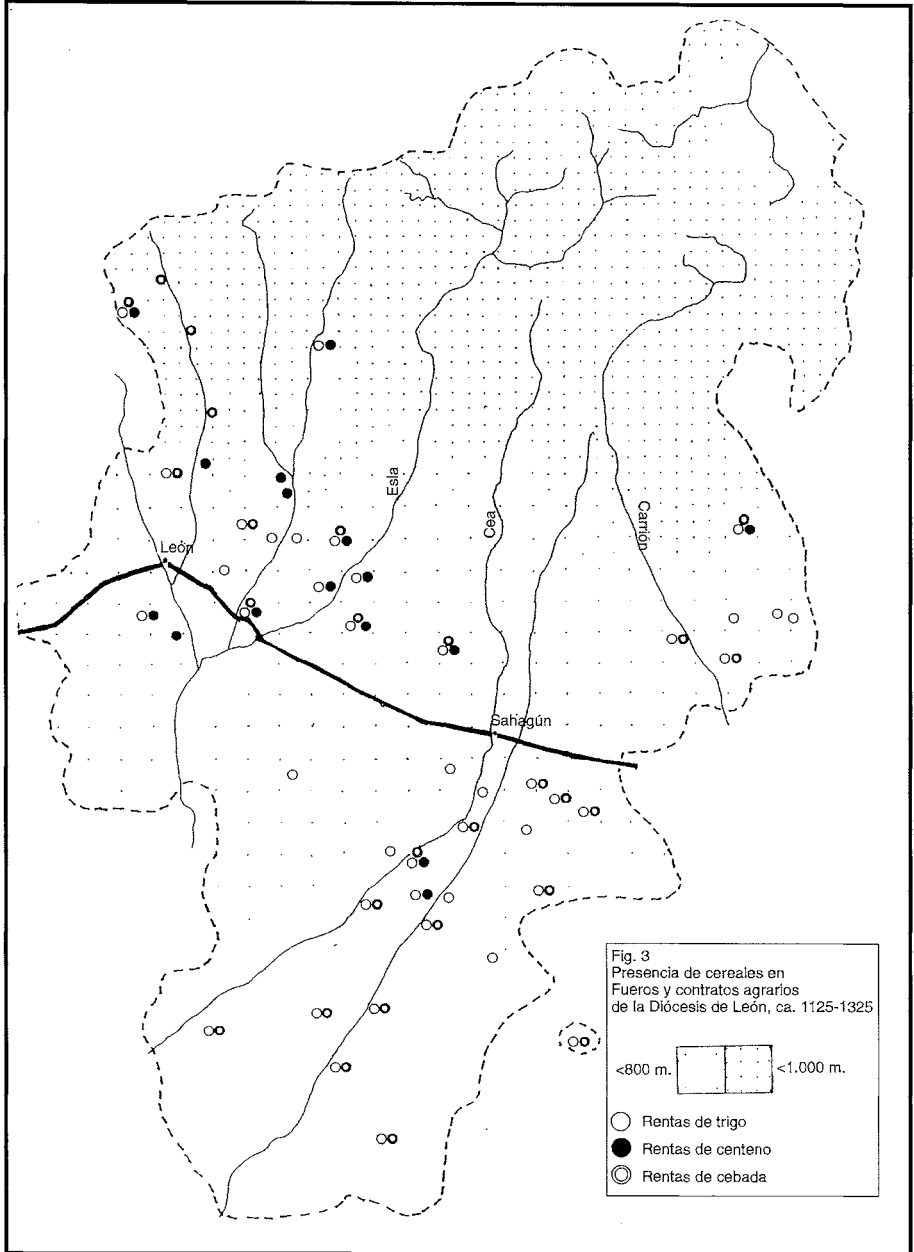 Esla
Cea
Carrión
León
Sahagún
Fig. 3
Presencia de cereales en
Fueros y contratos agrarios
de la Diócesis de León, ca. 1125-1325
<800 m.
<1.000 m.
Rentas de trigo
Rentas de centeno
Rentas de cebada